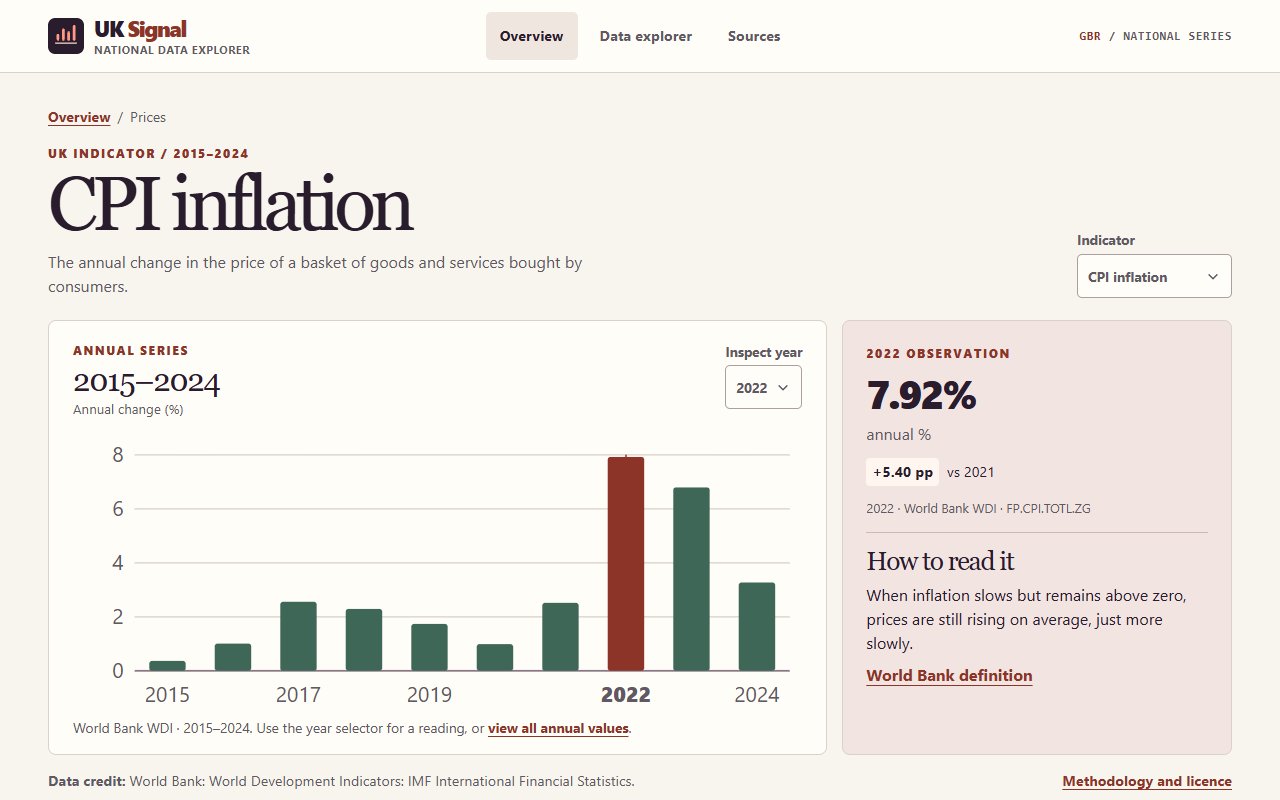 UK Signal
NATIONAL DATA EXPLORER
Overview
Data explorer
Sources
GBR / NATIONAL SERIES
Overview / Prices
UK INDICATOR / 2015–2024
CPI inflation
The annual change in the price of a basket of goods and services bought by
consumers.
Indicator
CPI inflation
ANNUAL SERIES
2015–2024
Annual change (%)
Inspect year
2022
8
6
4
2
0
2015
2017
2019
2022
2024
World Bank WDI · 2015–2024. Use the year selector for a reading, or view all annual values.
2022 OBSERVATION
7.92%
annual %
+5.40 pp vs 2021
2022 · World Bank WDI · FP.CPI.TOTL.ZG
How to read it
When inflation slows but remains above zero,
prices are still rising on average, just more
slowly.
World Bank definition
Data credit: World Bank: World Development Indicators: IMF International Financial Statistics.
Methodology and licence